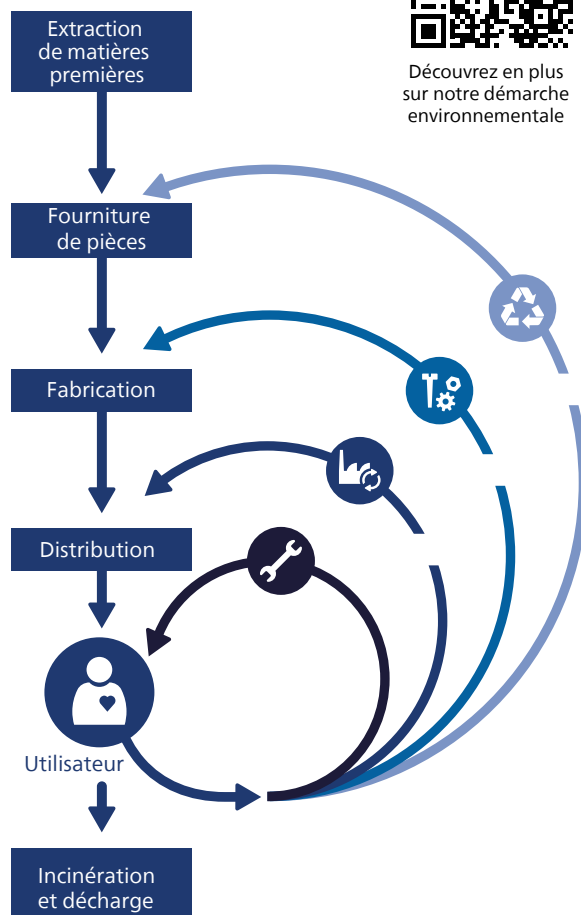 Extraction
de matières
premières
Découvrez en plus
sur notre démarche
environnementale
Fourniture
de pièces
Fabrication
Distribution
Utilisateur
Incinération
et décharge